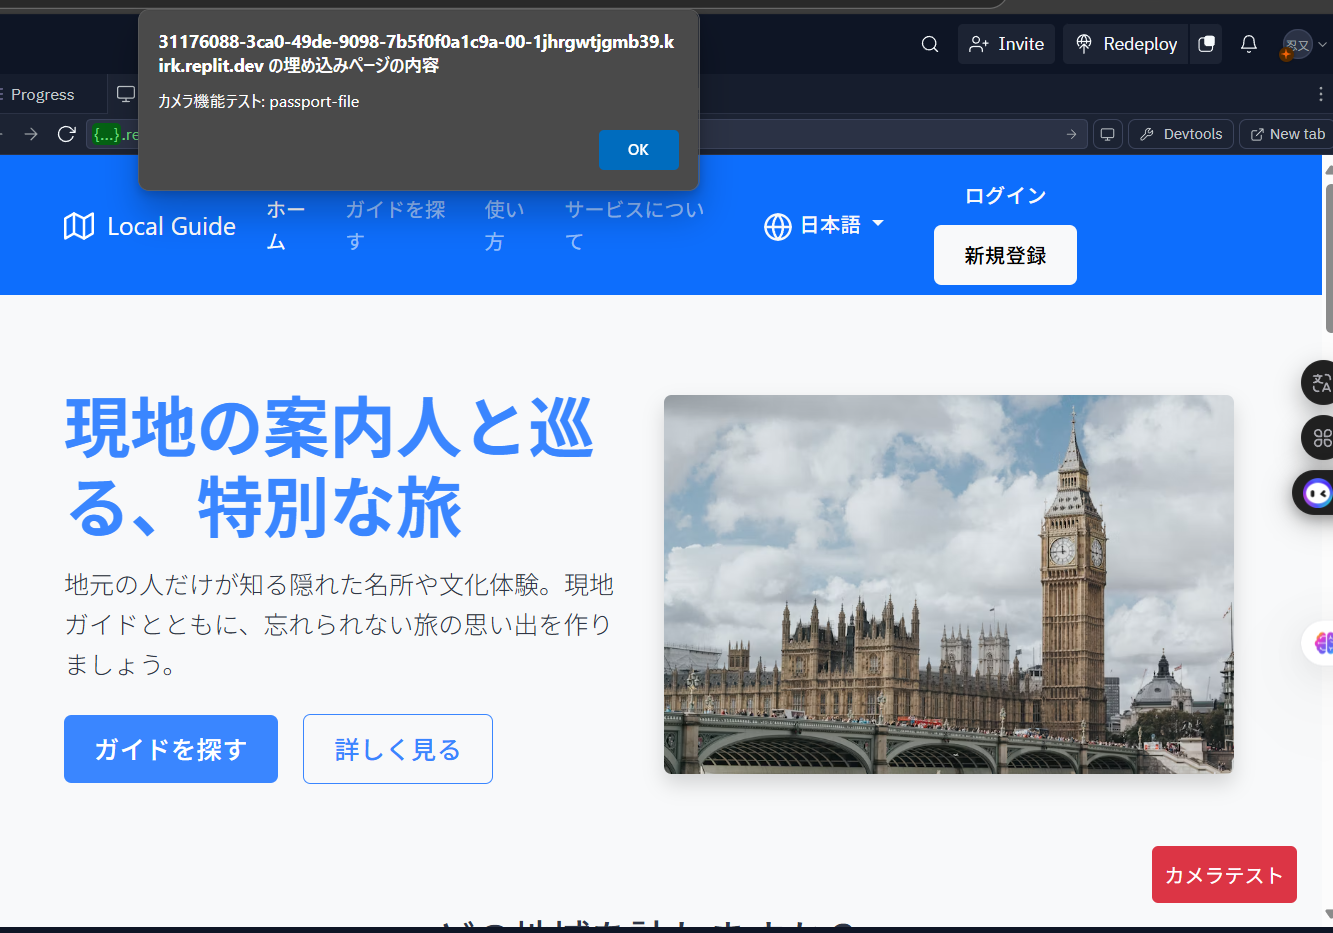 31176088-3ca0-49de-9098-7b5f0f0a1c9a-00-1jhrgwtjgmb39.k
irk.replit.dev の埋め込みページの内容
カメラ機能テスト: passport-file
OK
Invite
Redeploy
忍又
Progress
{...}.re
Devtools
New tab
Local Guide
ホー
ム
ガイドを探
す
使い
方
サービスについ
て
日本語
ログイン
新規登録
現地の案内人と巡
る、特別な旅
地元の人だけが知る隠れた名所や文化体験。現地
ガイドとともに、忘れられない旅の思い出を作り
ましょう。
ガイドを探す
詳しく見る
カメラテスト